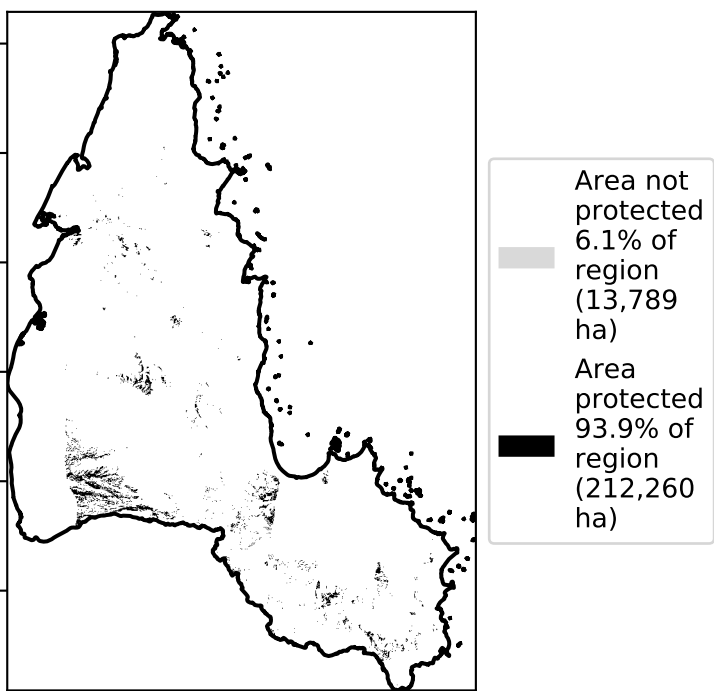 Area not
protected
6.1% of
region
(13,789
ha)
Area
protected
93.9% of
region
(212,260
ha)